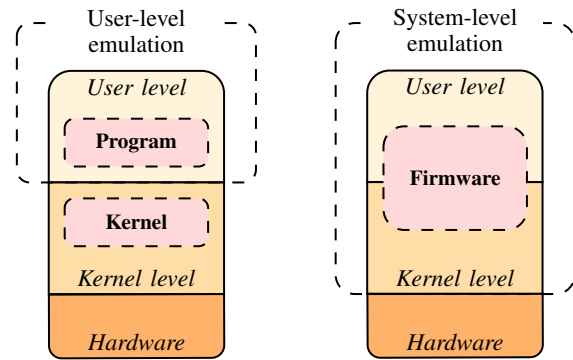 User-level
emulation
User level
Program
Kernel
Kernel level
Hardware
System-level
emulation
User level
Firmware
Kernel level
Hardware